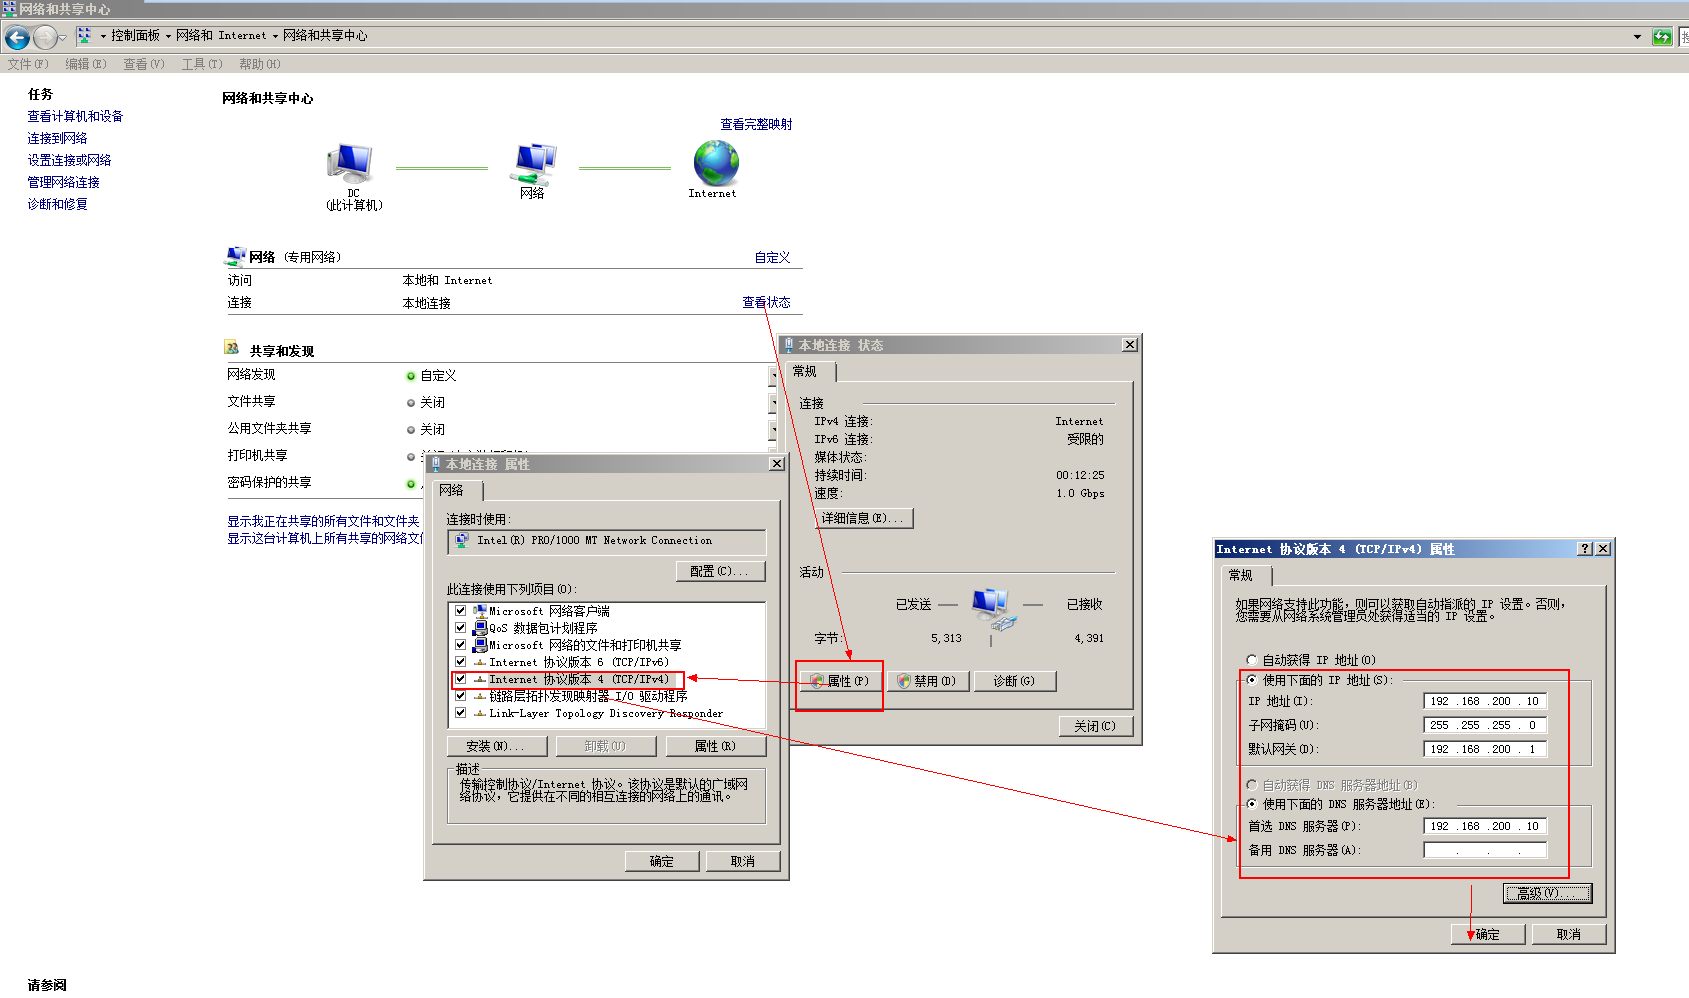 网络和共享中心
控制面板 网络和 Internet 网络和共享中心
文件(F) 编辑(E) 查看(V) 工具(T) 帮助(H)
任务
查看计算机和设备
连接到网络
设置连接或网络
管理网络连接
诊断和修复
网络和共享中心
查看完整映射
DC
(此计算机)
网络
Internet
网络 (专用网络) 自定义
访问 本地和 Internet
连接 本地连接 查看状态
共享和发现
网络发现 自定义
文件共享 关闭
公用文件夹共享 关闭
打印机共享
密码保护的共享
显示我正在共享的所有文件和文件夹
显示这台计算机上所有共享的网络文
本地连接 状态
常规
连接
IPv4 连接: Internet
IPv6 连接: 受限的
媒体状态:
持续时间: 00:12:25
速度: 1.0 Gbps
详细信息(E)...
活动
已发送 已接收
字节: 5,313 4,391
属性(P) 禁用(D) 诊断(G)
关闭(C)
本地连接 属性
网络
连接时使用:
Intel(R) PRO/1000 MT Network Connection
配置(C)...
此连接使用下列项目(O):
Microsoft 网络客户端
QoS 数据包计划程序
Microsoft 网络的文件和打印机共享
Internet 协议版本 6 (TCP/IPv6)
Internet 协议版本 4 (TCP/IPv4)
链路层拓扑发现映射器 I/O 驱动程序
Link-Layer Topology Discovery Responder
安装(N)... 卸载(U) 属性(R)
描述
传输控制协议/Internet 协议。该协议是默认的广域网
络协议，它提供在不同的相互连接的网络上的通讯。
确定 取消
Internet 协议版本 4 (TCP/IPv4) 属性
常规
如果网络支持此功能，则可以获取自动指派的 IP 设置。否则，
您需要从网络系统管理员处获得适当的 IP 设置。
自动获得 IP 地址(O)
使用下面的 IP 地址(S):
IP 地址(I): 192 .168 .200 . 10
子网掩码(U): 255 .255 .255 . 0
默认网关(D): 192 .168 .200 . 1
自动获得 DNS 服务器地址(B)
使用下面的 DNS 服务器地址(E):
首选 DNS 服务器(P): 192 .168 .200 . 10
备用 DNS 服务器(A): . . .
高级(V)...
确定 取消
请参阅